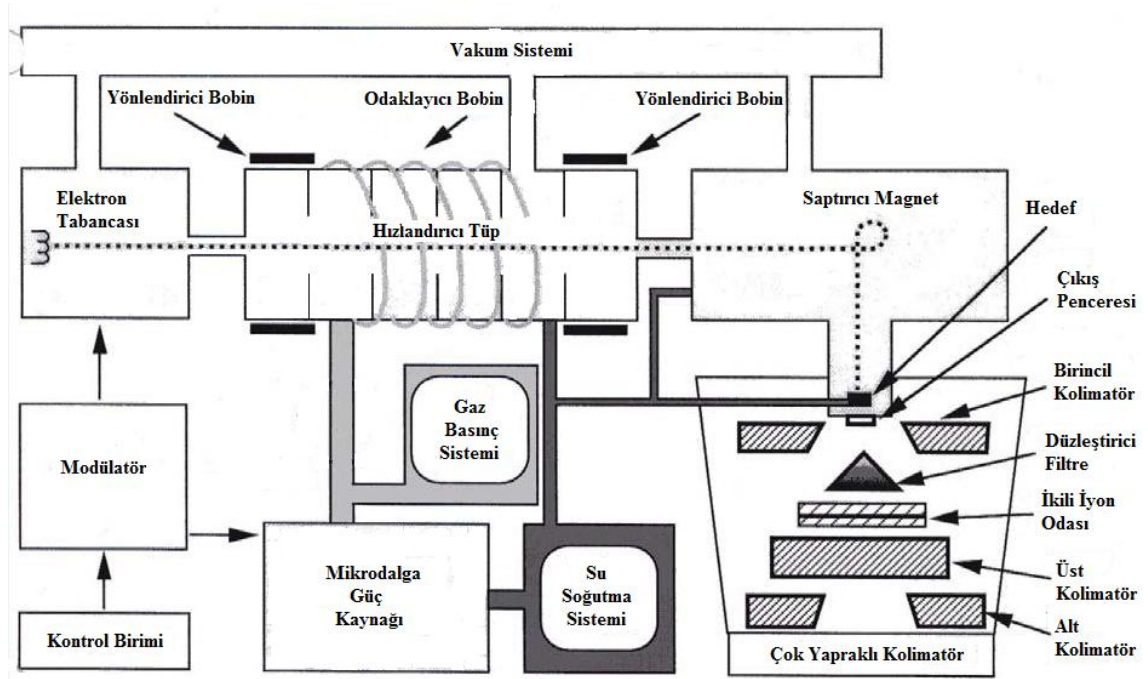 Vakum Sistemi
Yönlendirici Bobin
Odaklayıcı Bobin
Yönlendirici Bobin
Elektron
Tabancası
Hızlandırıcı Tüp
Saptırıcı Magnet
Hedef
Çıkış
Penceresi
Birincil
Kolimatör
Gaz
Basınç
Sistemi
Düzleştirici
Filtre
Modülatör
İkili İyon
Odası
Mikrodalga
Güç
Kaynağı
Su
Soğutma
Sistemi
Üst
Kolimatör
Kontrol Birimi
Alt
Kolimatör
Çok Yapraklı Kolimatör